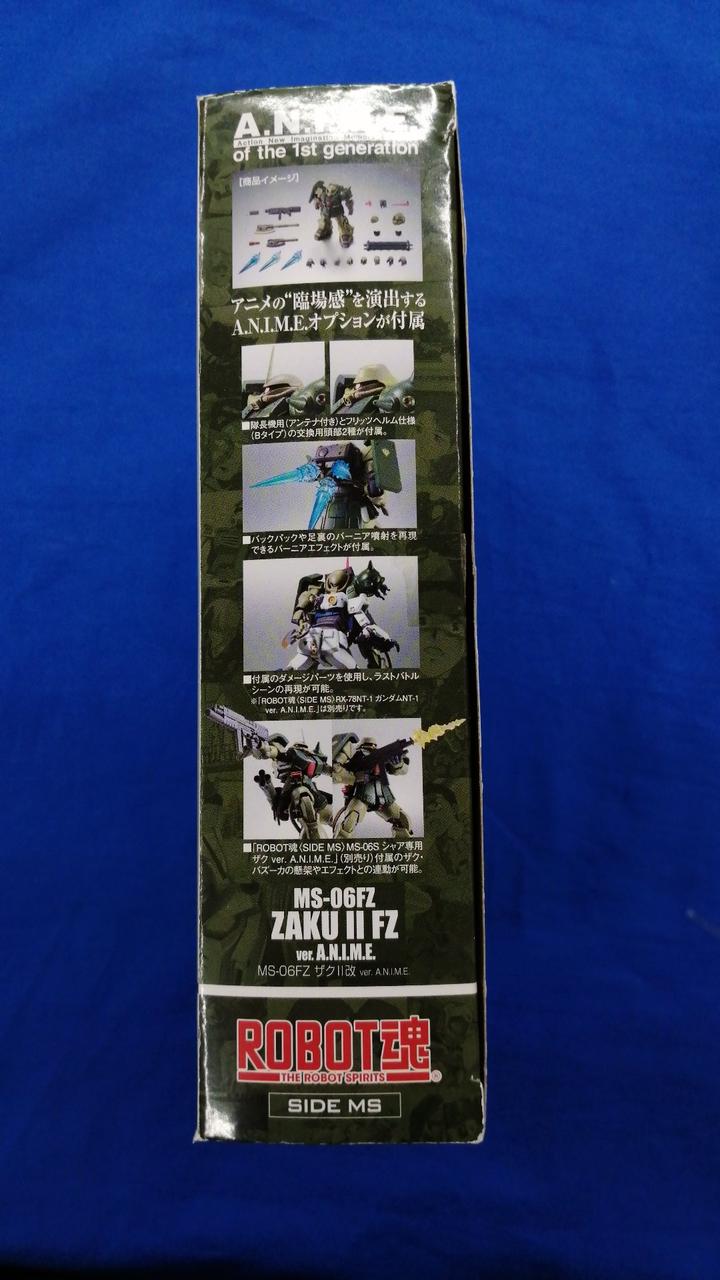 Action New Imagination
of the 1st generation
[商品イメージ]
アニメの“臨場感”を演出する
A.N.I.M.E.オプションが付属
■隊長機用(アンテナ付き)とフリッツヘルム仕様
(Bタイプ)の交換用頭部2種が付属。
■バックパックや足裏のバーニア噴射を再現
できるバーニアエフェクトが付属。
■付属のダメージパーツを使用し、ラストバトル
シーンの再現が可能。
※「ROBOT魂〈SIDE MS〉RX-78NT-1 ガンダムNT-1
ver. A.N.I.M.E.」は別売りです。
■「ROBOT魂〈SIDE MS〉MS-06S シャア専用
ザク ver. A.N.I.M.E.」(別売り)付属のザク・
バズーカの懸架やエフェクトとの連動が可能。
MS-06FZ
ZAKU II FZ
ver. A.N.I.M.E.
MS-06FZ ザクII改 ver. A.N.I.M.E.
ROBOT魂
THE ROBOT SPIRITS ®
SIDE MS